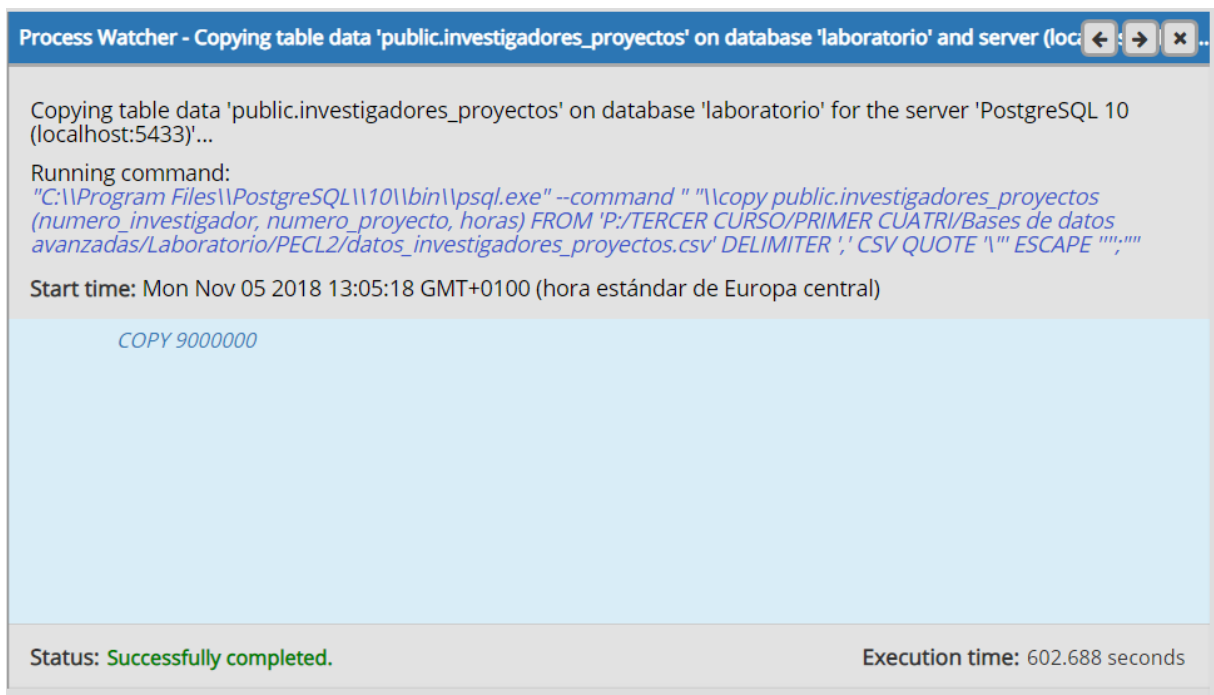 Process Watcher - Copying table data 'public.investigadores_proyectos' on database 'laboratorio' and server (loc
Copying table data 'public.investigadores_proyectos' on database 'laboratorio' for the server 'PostgreSQL 10
(localhost:5433)'...
Running command:
"C:\\Program Files\\PostgreSQL\\10\\bin\\psql.exe" --command " "\\copy public.investigadores_proyectos
(numero_investigador, numero_proyecto, horas) FROM 'P:/TERCER CURSO/PRIMER CUATRI/Bases de datos
avanzadas/Laboratorio/PECL2/datos_investigadores_proyectos.csv' DELIMITER ',' CSV QUOTE '\"' ESCAPE '''';""
Start time: Mon Nov 05 2018 13:05:18 GMT+0100 (hora estándar de Europa central)
COPY 9000000
Status: Successfully completed. Execution time: 602.688 seconds